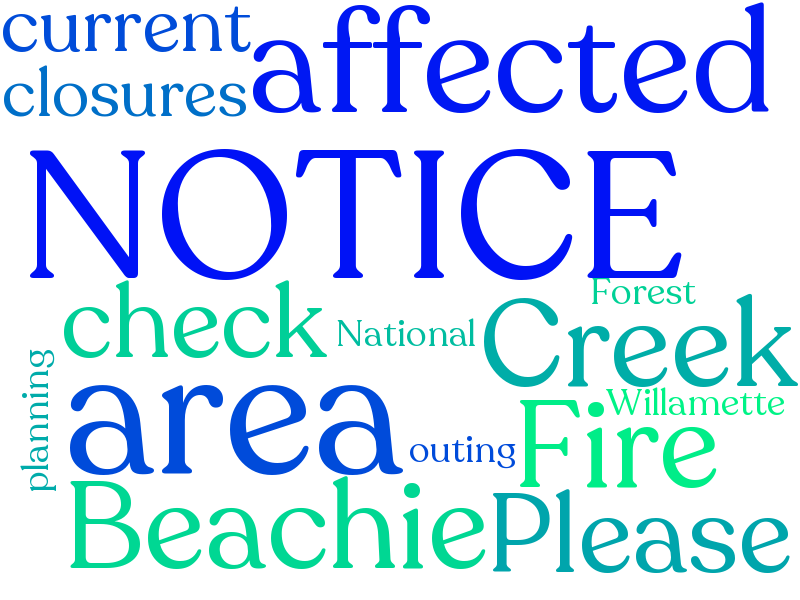 current
affected
closures
NOTICE
Forest
check
National
Creek
planning
area
Willamette
outing
Fire
Beachie
Please